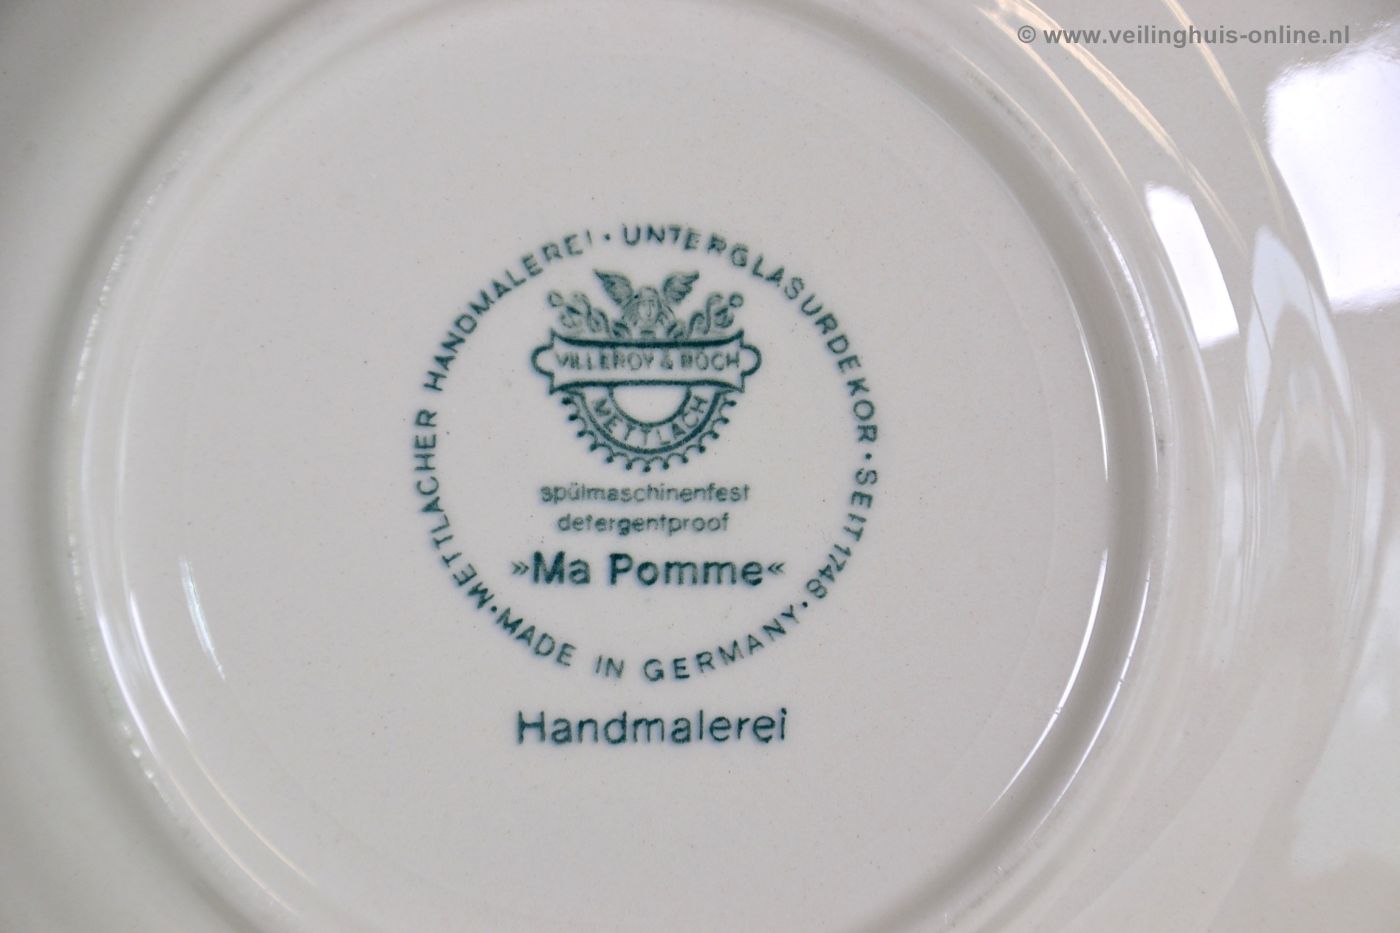 © www.veilinghuis-online.nl
METTLACHER HANDMALEREI · UNTERGLASURDEKOR · SEIT 1748 ·
VILLEROY & BOCH
METTLACH
spülmaschinenfest
detergentproof
»Ma Pomme«
· MADE IN GERMANY ·
Handmalerei